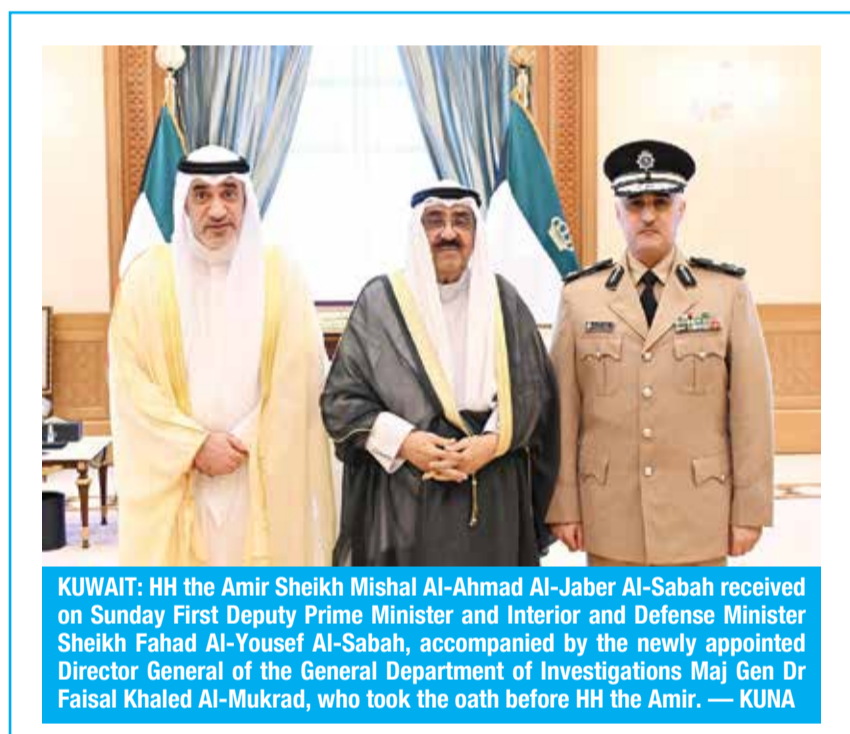 KUWAIT: HH the Amir Sheikh Mishal Al-Ahmad Al-Jaber Al-Sabah received
on Sunday First Deputy Prime Minister and Interior and Defense Minister
Sheikh Fahad Al-Yousef Al-Sabah, accompanied by the newly appointed
Director General of the General Department of Investigations Maj Gen Dr
Faisal Khaled Al-Mukrad, who took the oath before HH the Amir. — KUNA